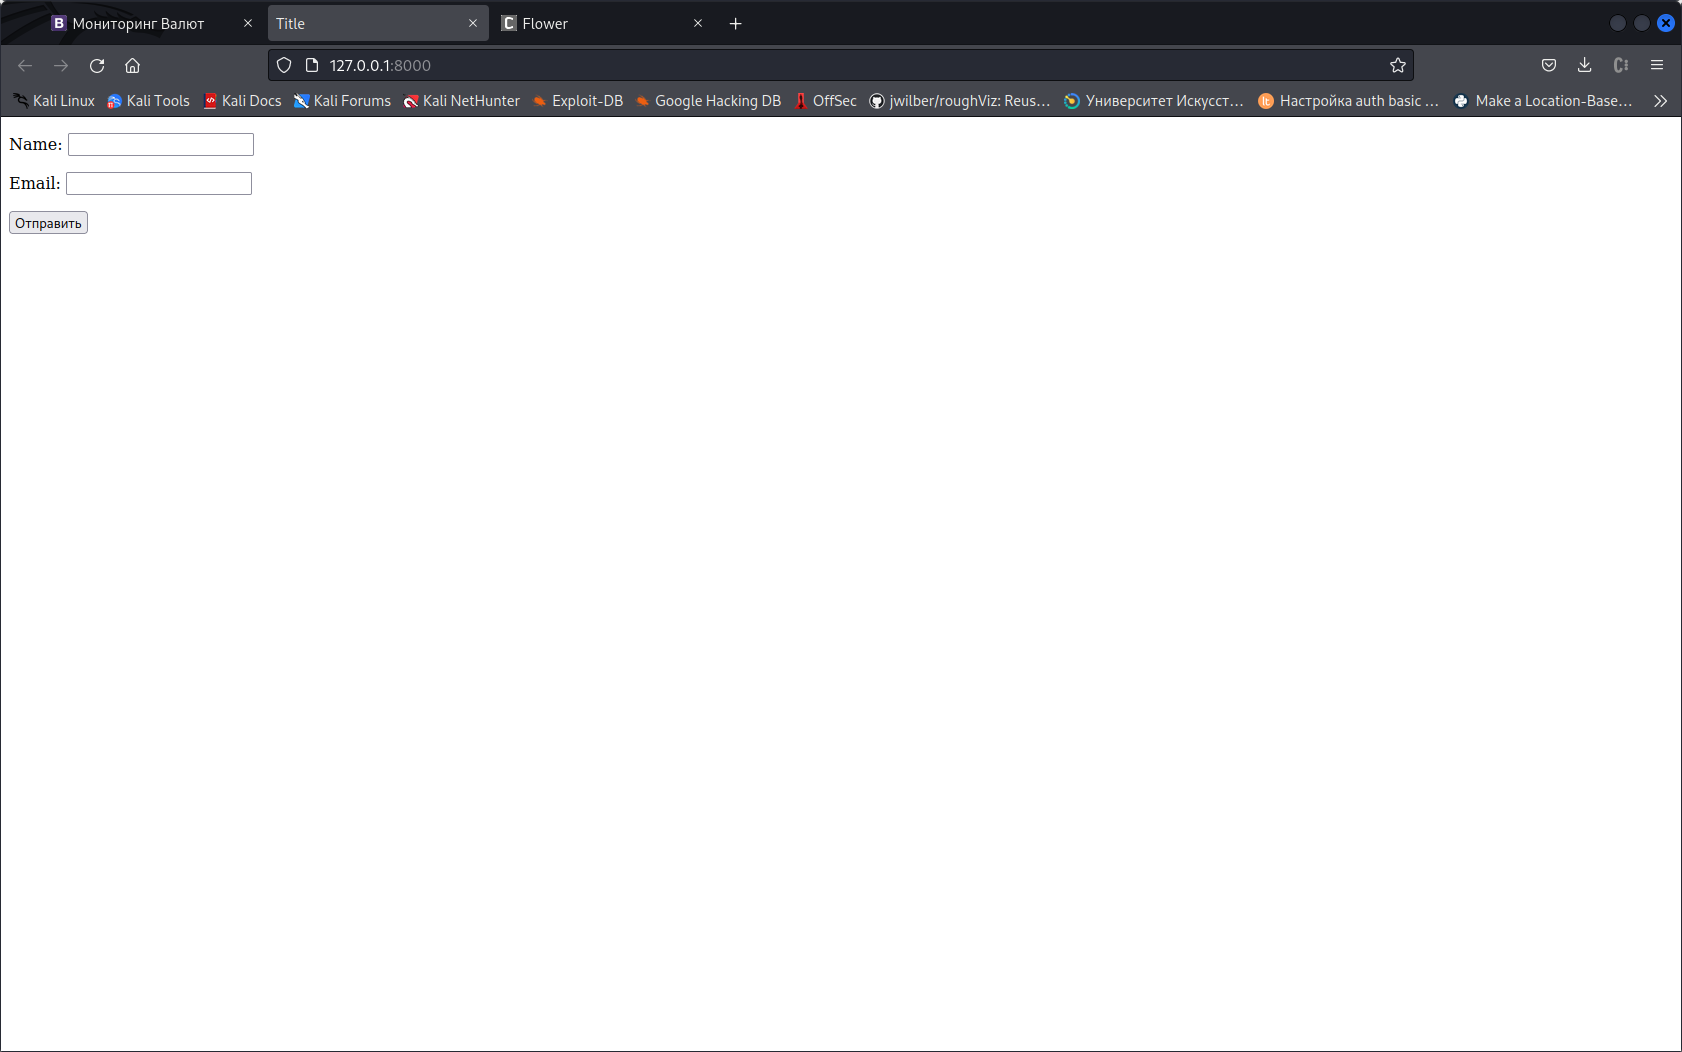 Мониторинг Валют
Title
Flower
127.0.0.1:8000
Kali Linux Kali Tools Kali Docs Kali Forums Kali NetHunter Exploit-DB Google Hacking DB OffSec jwilber/roughViz: Reus… Университет Искусст… Настройка auth basic … Make a Location-Base…
Name:
Email:
Отправить